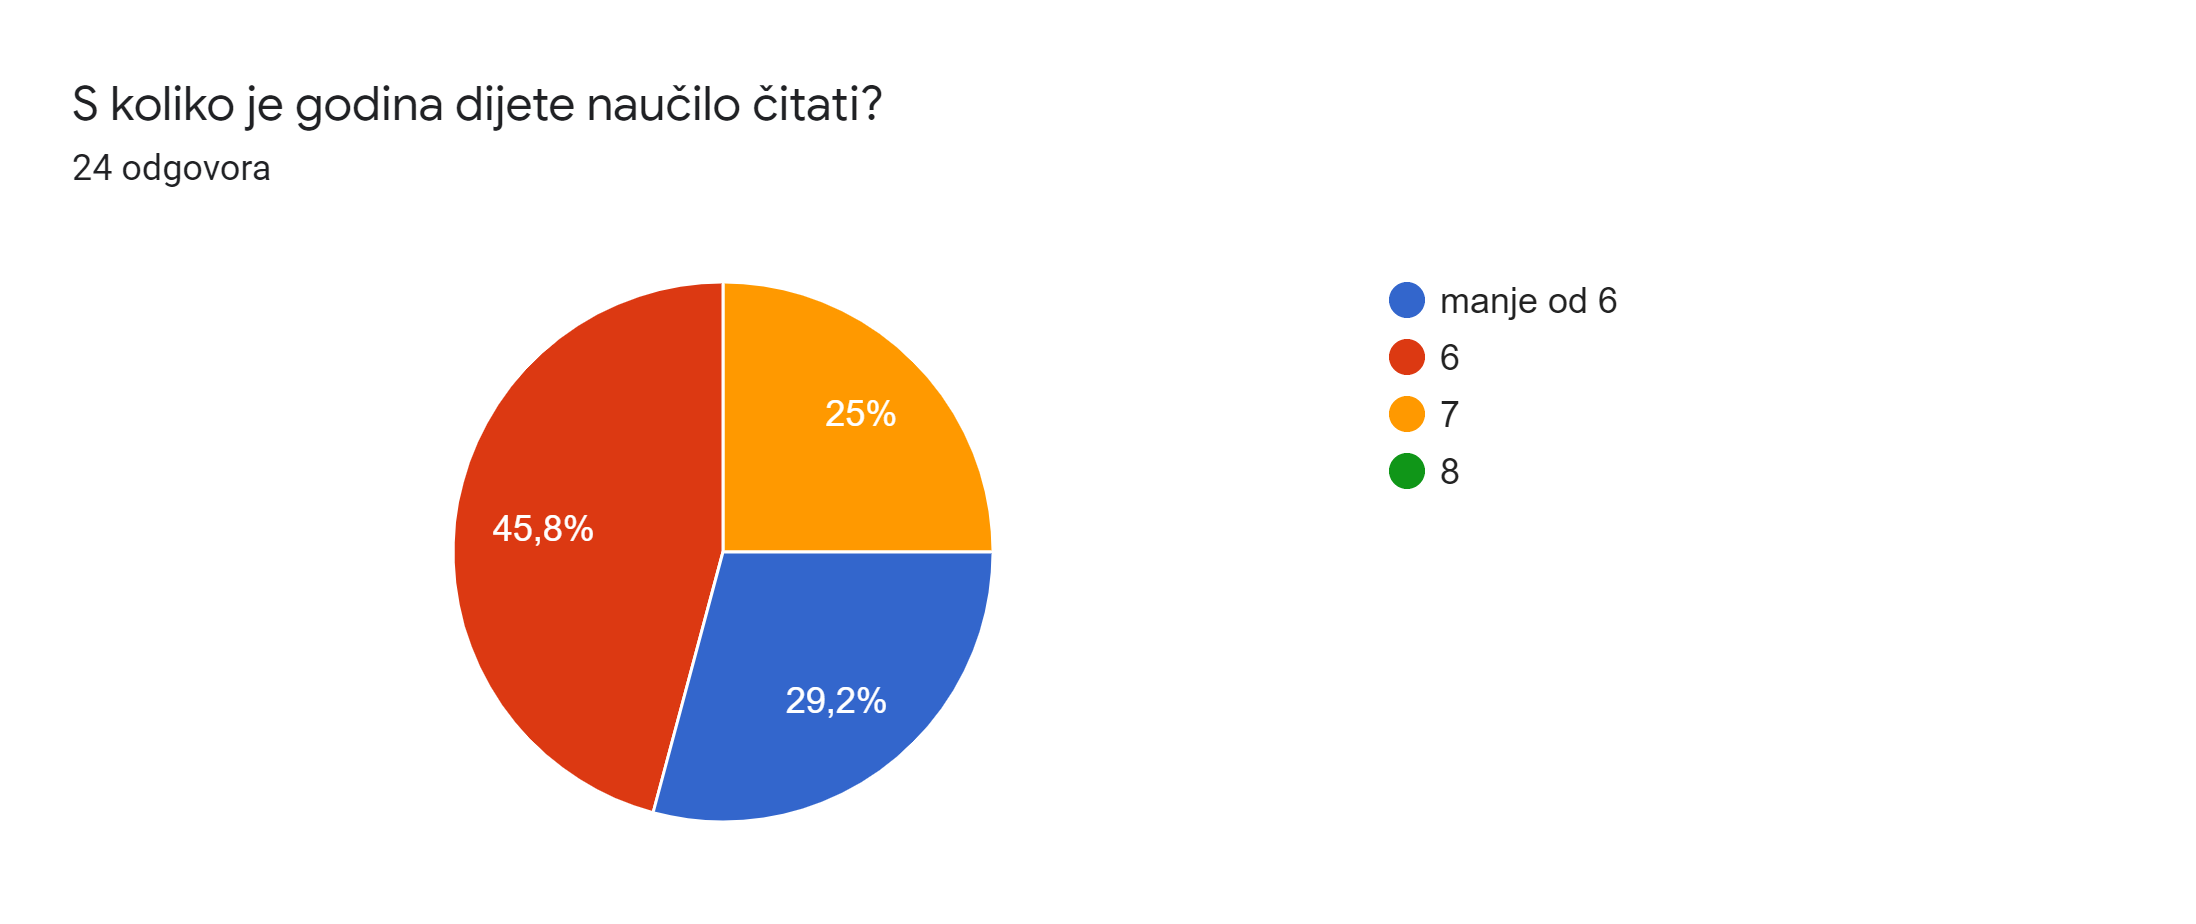 S koliko je godina dijete naučilo čitati?
24 odgovora
25%
45,8%
29,2%
manje od 6
6
7
8